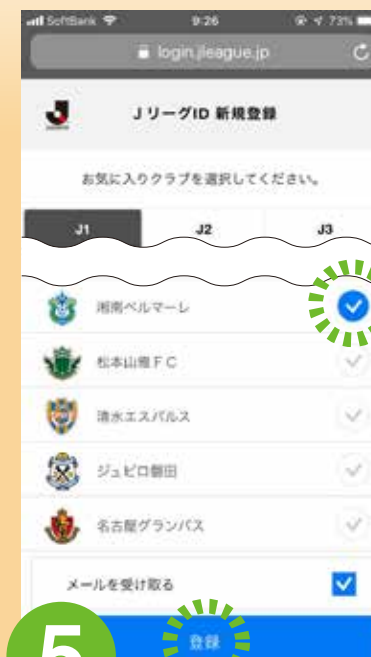 SoftBank 9:26 73%
login.jleague.jp
JリーグID 新規登録
お気に入りクラブを選択してください。
J1 J2 J3
湘南ベルマーレ
松本山雅FC
清水エスパルス
ジュビロ磐田
名古屋グランパス
メールを受け取る
登録
5